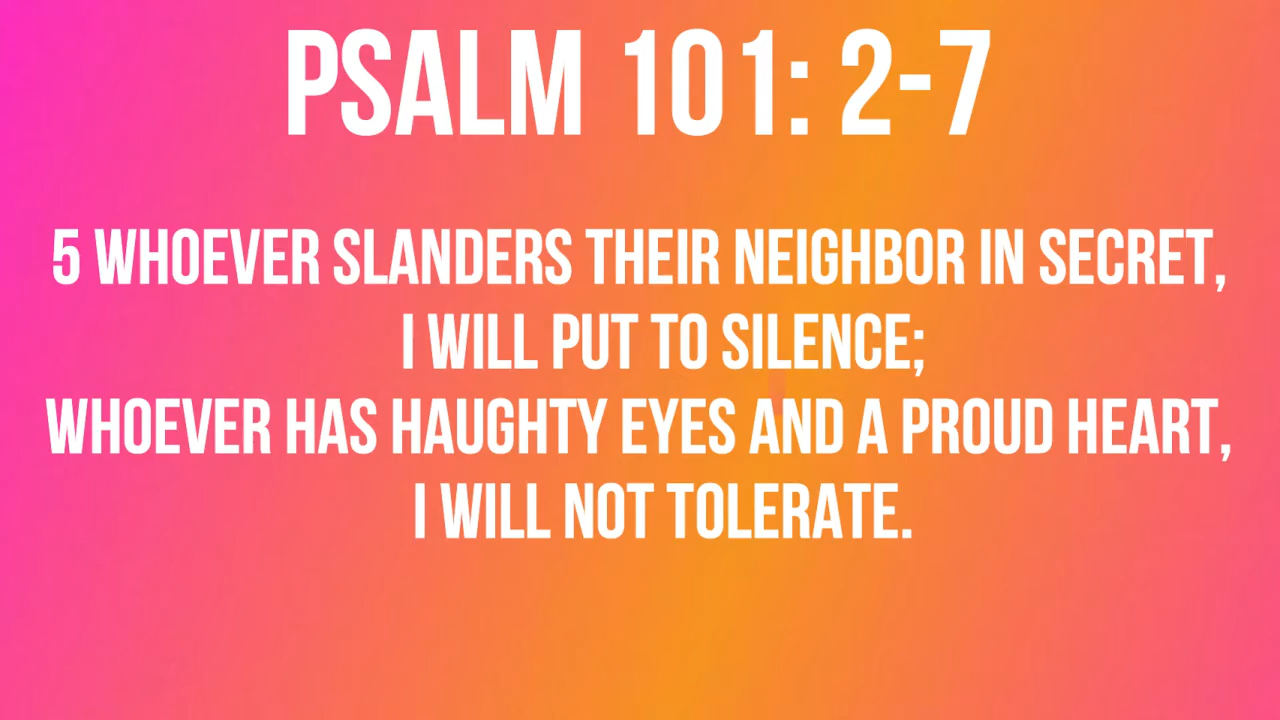 PSALM 101: 2-7
5 WHOEVER SLANDERS THEIR NEIGHBOR IN SECRET,
I WILL PUT TO SILENCE;
WHOEVER HAS HAUGHTY EYES AND A PROUD HEART,
I WILL NOT TOLERATE.